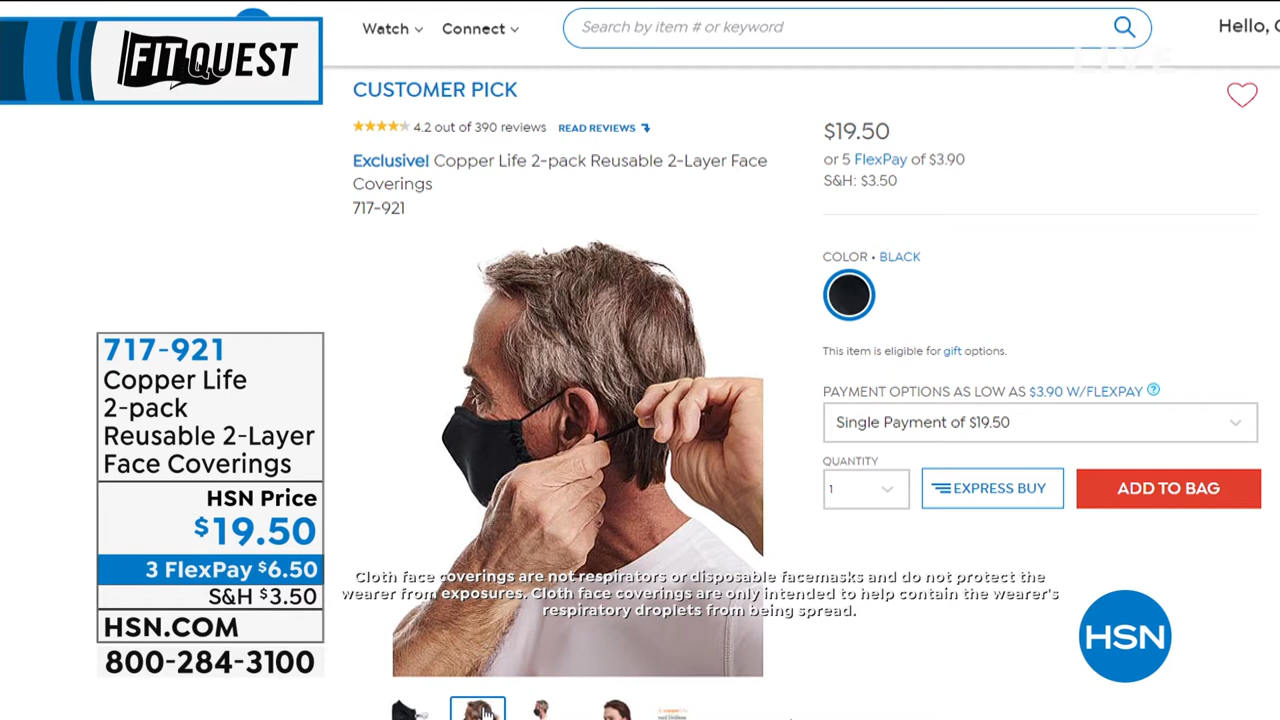 FITQUEST
Watch
Connect
Search by item # or keyword
Hello,
LIVE
CUSTOMER PICK
4.2 out of 390 reviews READ REVIEWS
Exclusive! Copper Life 2-pack Reusable 2-Layer Face
Coverings
717-921
$19.50
or 5 FlexPay of $3.90
S&H: $3.50
COLOR • BLACK
This item is eligible for gift options.
PAYMENT OPTIONS AS LOW AS $3.90 W/FLEXPAY ?
Single Payment of $19.50
QUANTITY
1
EXPRESS BUY
ADD TO BAG
717-921
Copper Life
2-pack
Reusable 2-Layer
Face Coverings
HSN Price
$19.50
3 FlexPay $6.50
S&H $3.50
HSN.COM
800-284-3100
Cloth face coverings are not respirators or disposable facemasks and do not protect the
wearer from exposures. Cloth face coverings are only intended to help contain the wearer's
respiratory droplets from being spread.
HSN